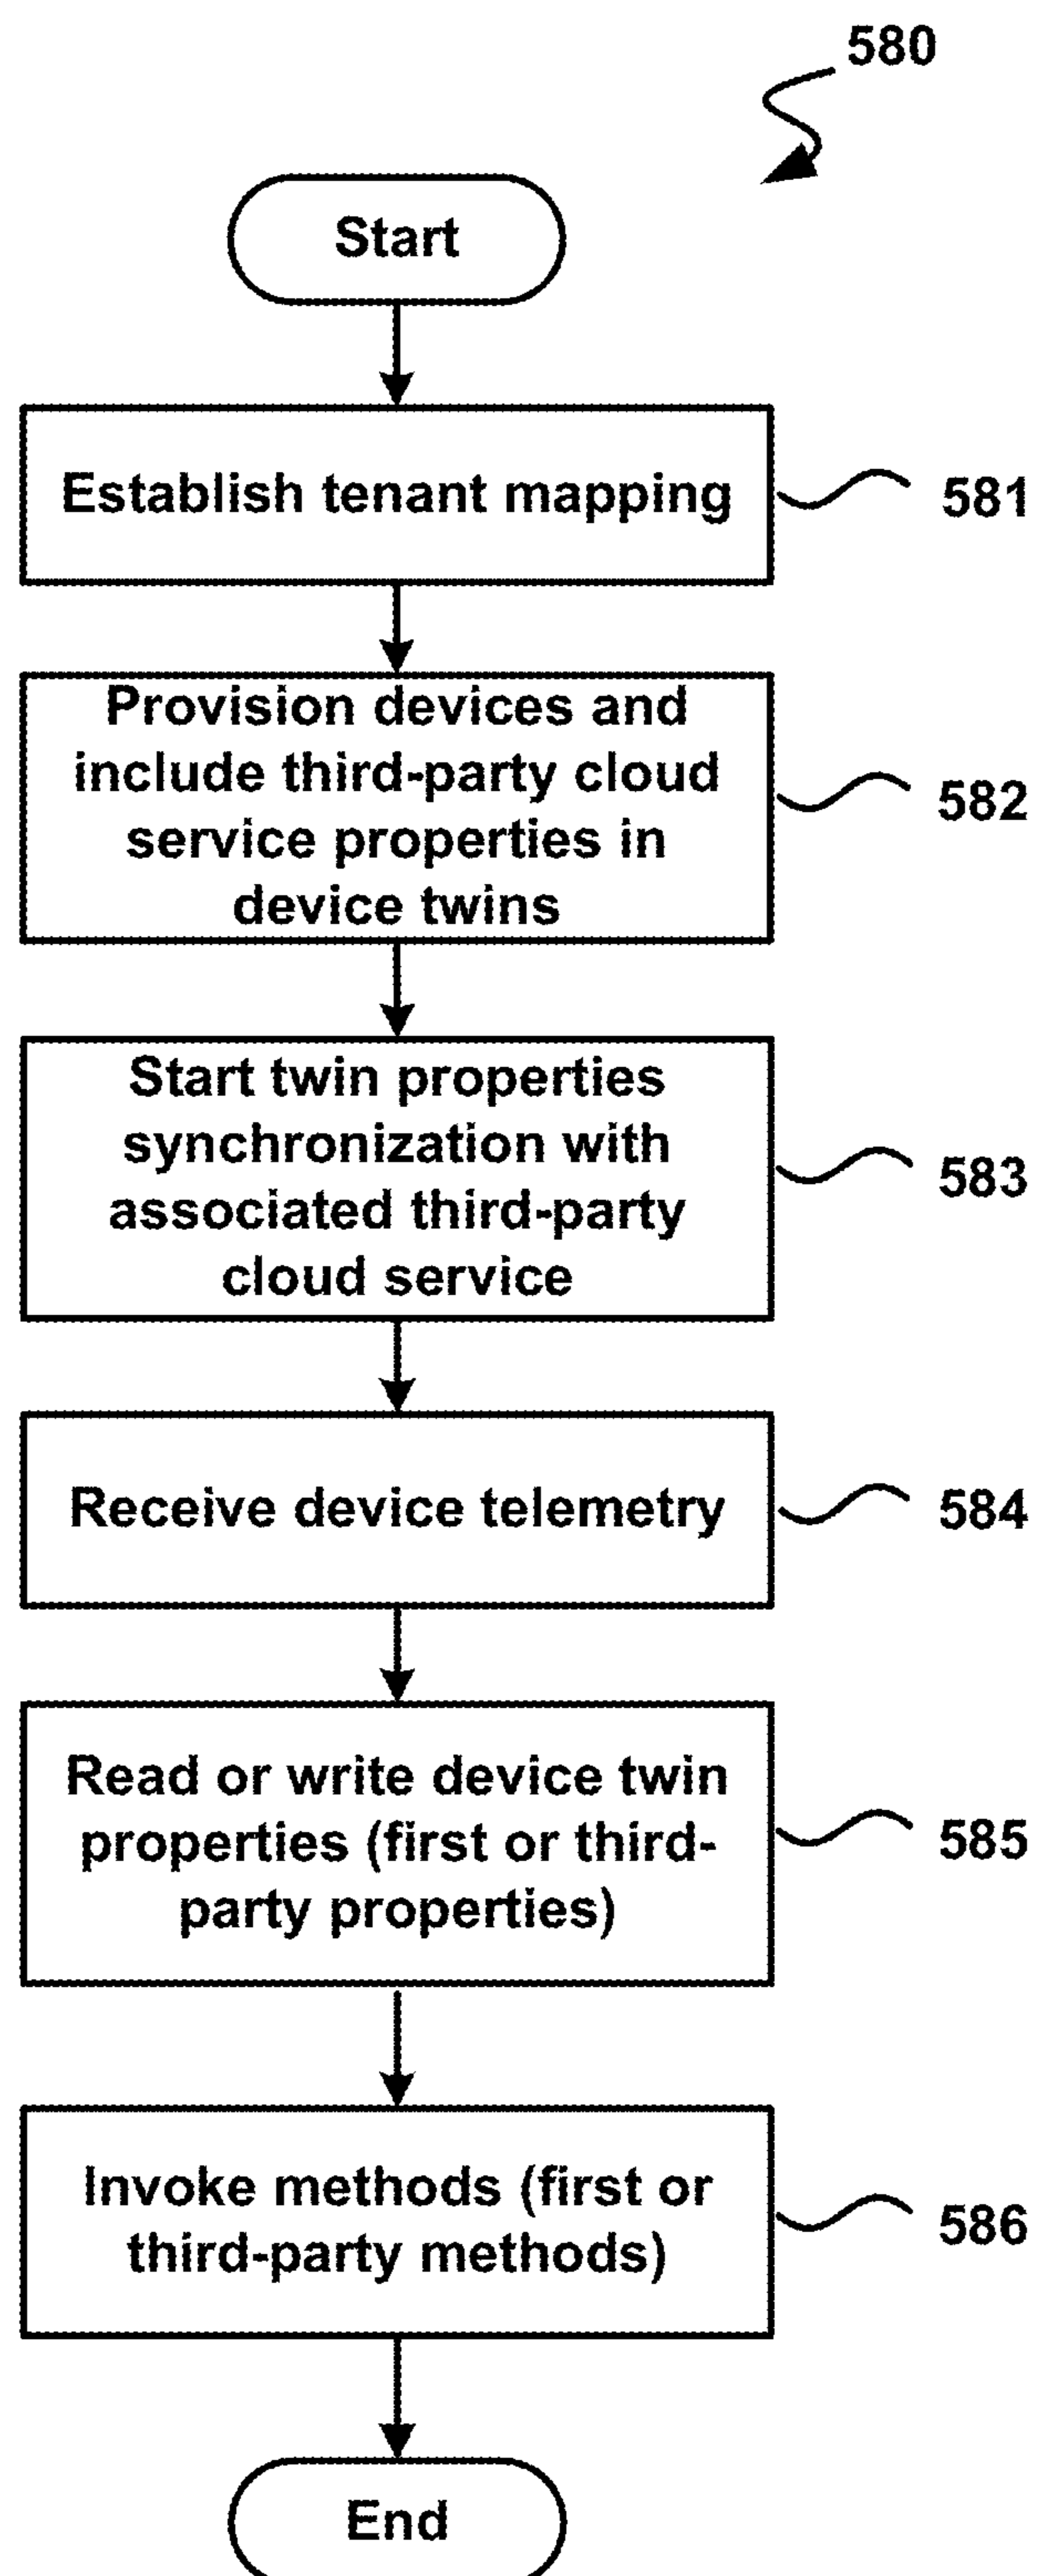 580
Start
Establish tenant mapping
581
Provision devices and
include third-party cloud
service properties in
device twins
582
Start twin properties
synchronization with
associated third-party
cloud service
583
Receive device telemetry
584
Read or write device twin
properties (first or third-
party properties)
585
Invoke methods (first or
third-party methods)
586
End